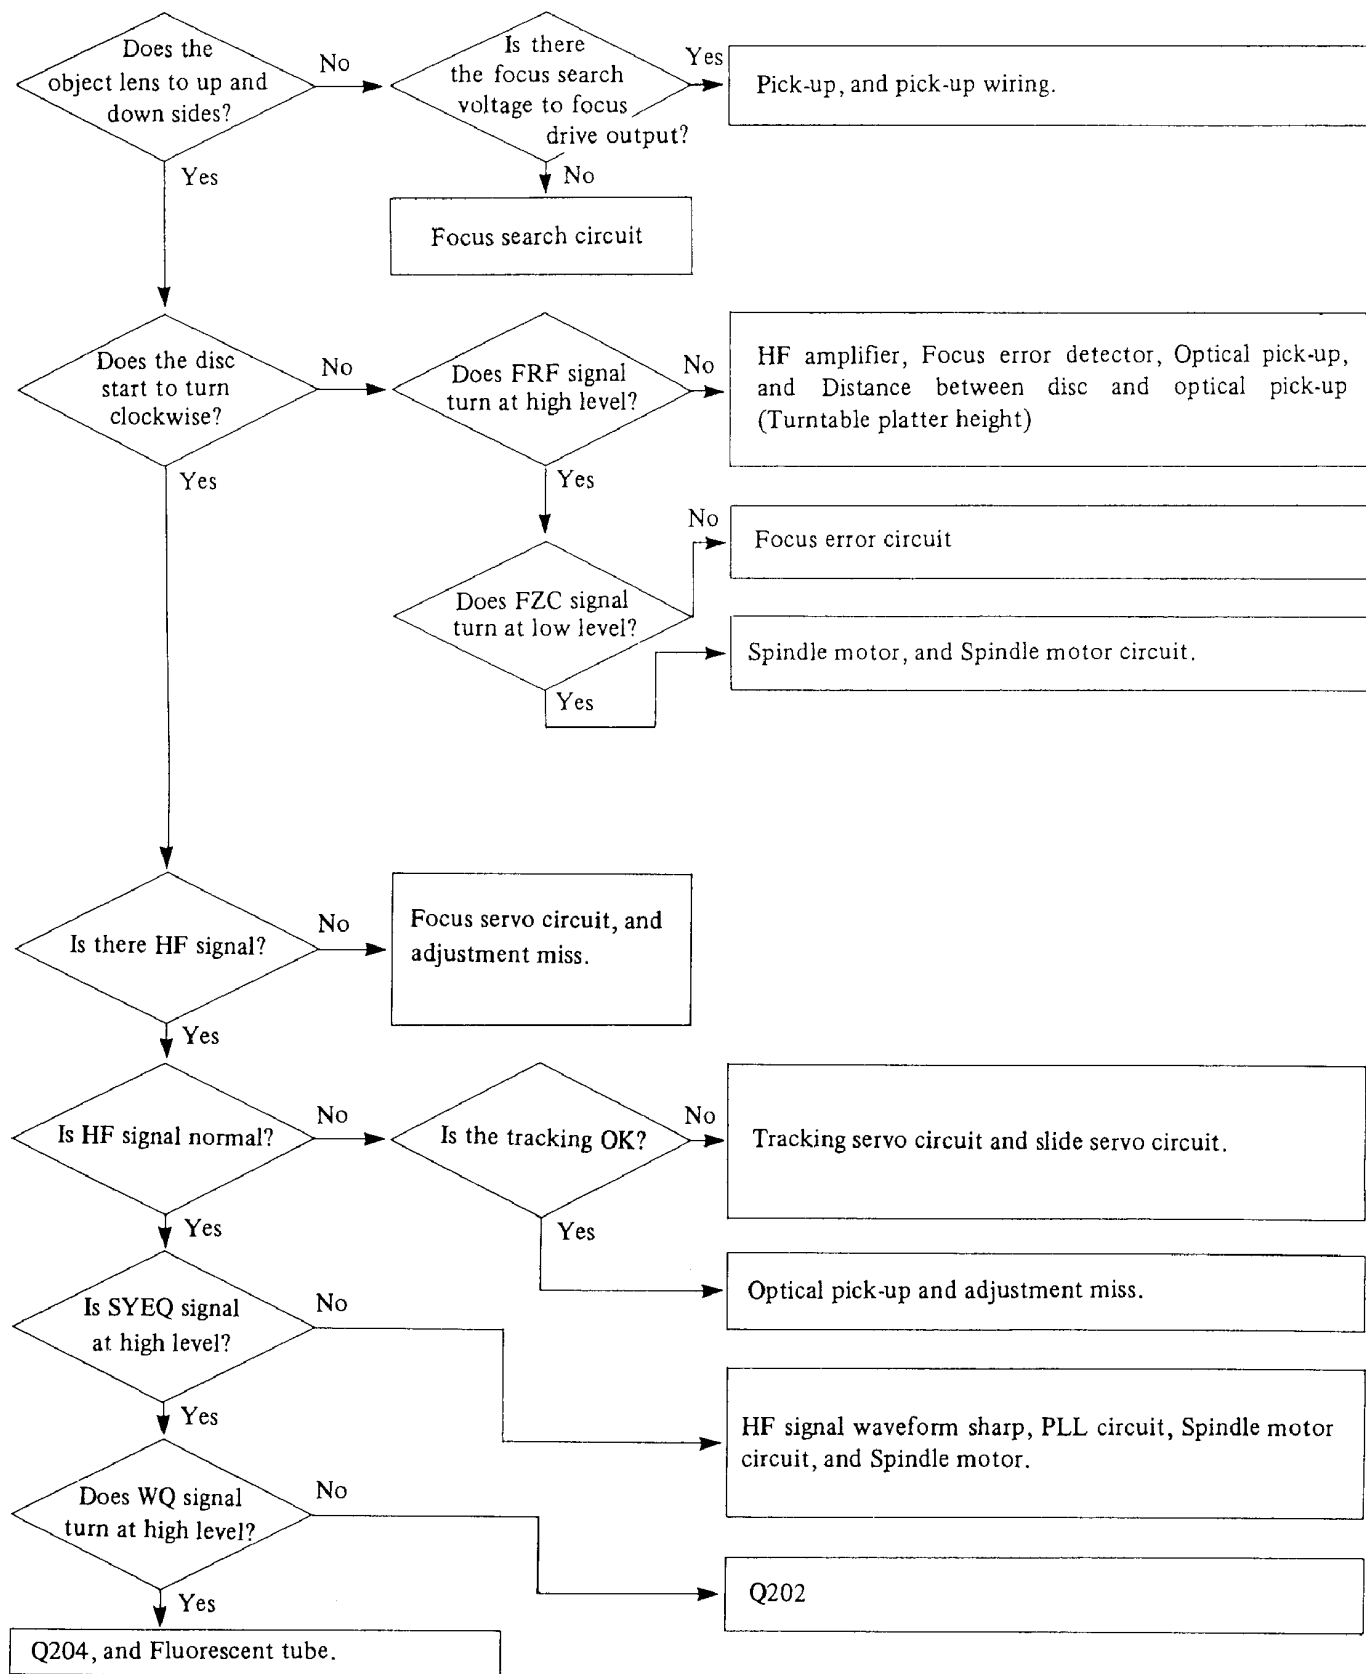 Does the
object lens to up and
down sides?
No
Is there
the focus search
voltage to focus
drive output?
Yes
Pick-up, and pick-up wiring.
Yes
No
Focus search circuit
Does the disc
start to turn
clockwise?
No
Does FRF signal
turn at high level?
No
HF amplifier, Focus error detector, Optical pick-up,
and Distance between disc and optical pick-up
(Turntable platter height)
Yes
Yes
Does FZC signal
turn at low level?
No
Focus error circuit
Yes
Spindle motor, and Spindle motor circuit.
Is there HF signal?
No
Focus servo circuit, and
adjustment miss.
Yes
Is HF signal normal?
No
Is the tracking OK?
No
Tracking servo circuit and slide servo circuit.
Yes
Yes
Optical pick-up and adjustment miss.
Is SYEQ signal
at high level?
No
HF signal waveform sharp, PLL circuit, Spindle motor
circuit, and Spindle motor.
Yes
Does WQ signal
turn at high level?
No
Q202
Yes
Q204, and Fluorescent tube.